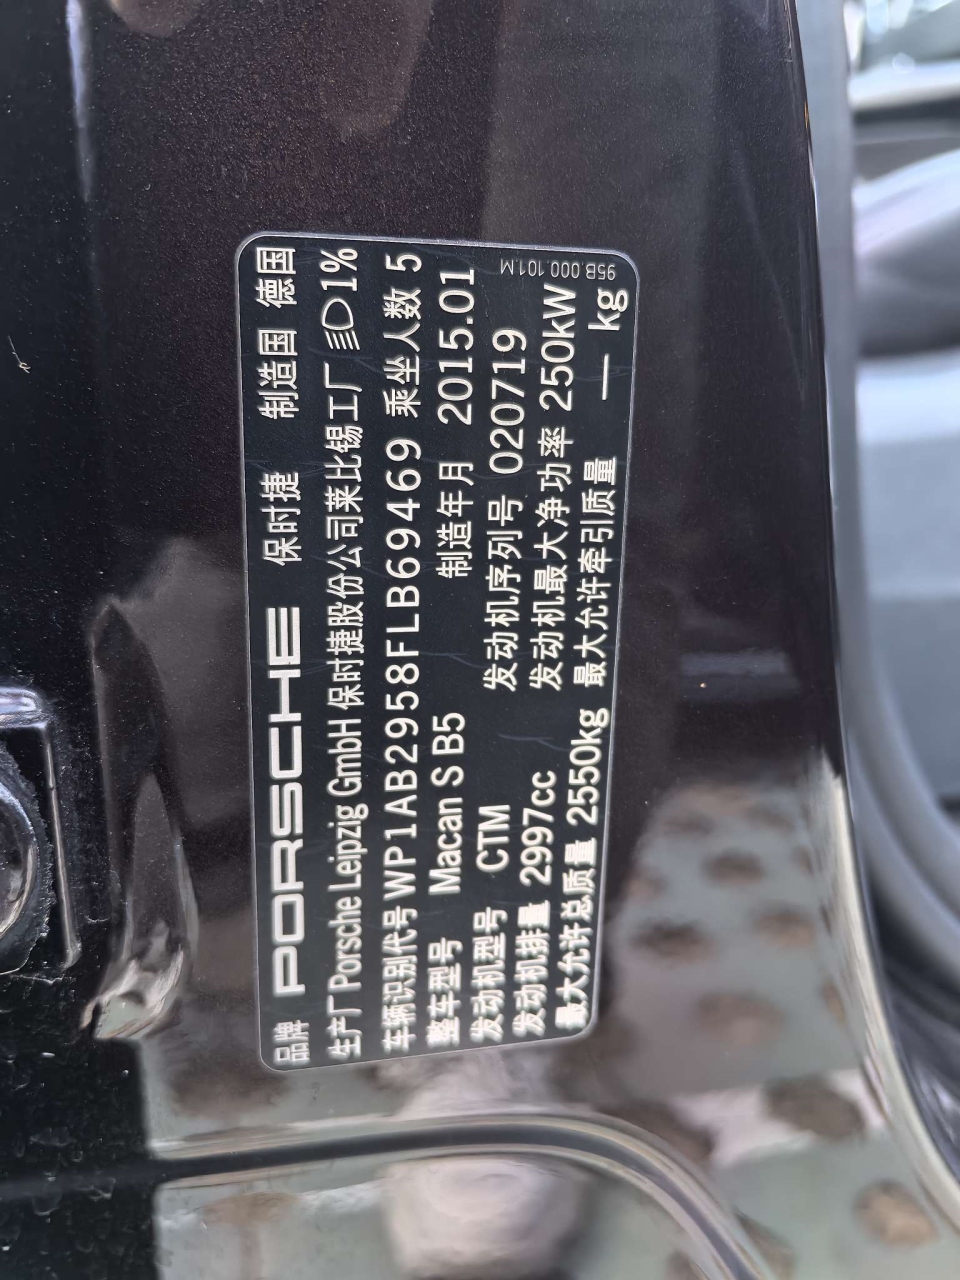 品牌 PORSCHE 保时捷 制造国 德国
生产厂 Porsche Leipzig GmbH 保时捷股份公司莱比锡工厂 1%
车辆识别代号 WP1AB2958FLB69469 乘坐人数 5
整车型号 Macan S B5 制造年月 2015.01
发动机型号 CTM 发动机序列号 020719
发动机排量 2997cc 发动机最大净功率 250kW
最大允许总质量 2550kg 最大允许牵引质量 — kg
95B.000.101.M